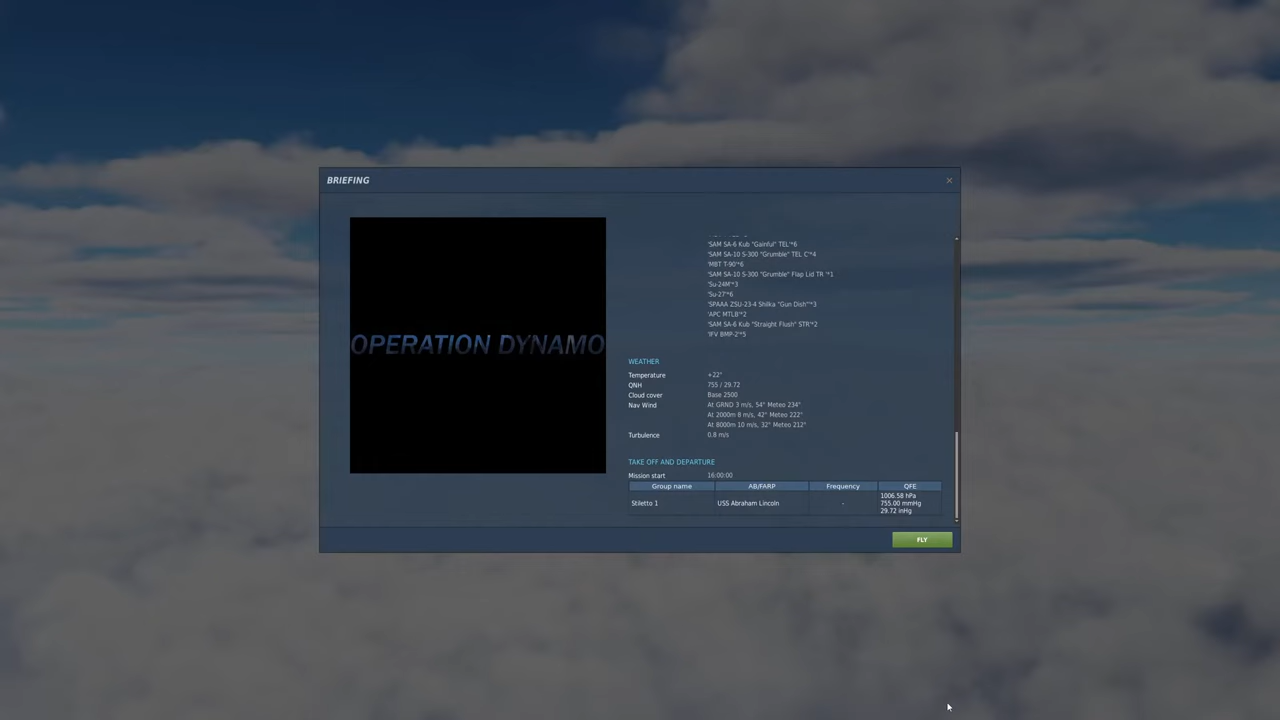 BRIEFING
OPERATION DYNAMO
'SAM SA-6 Kub "Gainful" TEL'*6
'SAM SA-10 S-300 "Grumble" TEL C'*4
'MBT T-90'*6
'SAM SA-10 S-300 "Grumble" Flap Lid TR '*1
'Su-24M'*3
'Su-27'*6
'SPAAA ZSU-23-4 Shilka "Gun Dish"'*3
'APC MTLB'*2
'SAM SA-6 Kub "Straight Flush" STR'*2
'IFV BMP-2'*5
WEATHER
Temperature +22°
QNH 755 / 29.72
Cloud cover Base 2500
Nav Wind At GRND 3 m/s, 54° Meteo 234°
At 2000m 8 m/s, 42° Meteo 222°
At 8000m 10 m/s, 32° Meteo 212°
Turbulence 0.8 m/s
TAKE OFF AND DEPARTURE
Mission start 16:00:00
Group name AB/FARP Frequency QFE
Stiletto 1 USS Abraham Lincoln - 1006.58 hPa
755.00 mmHg
29.72 inHg
FLY